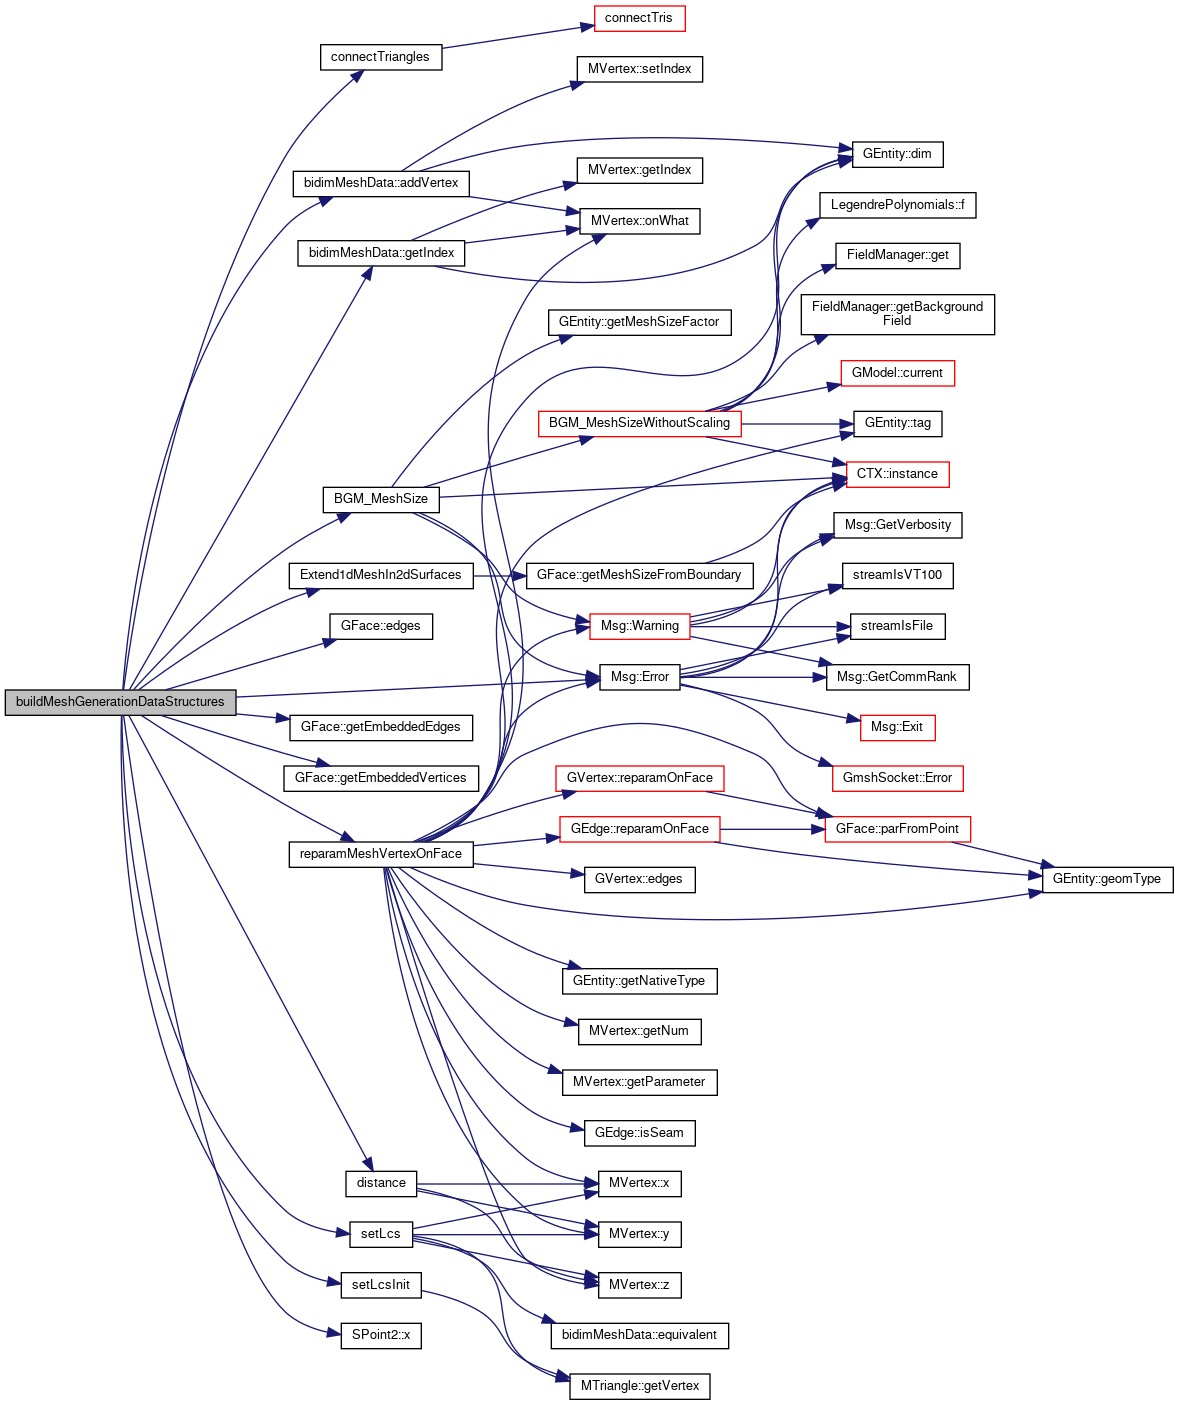 connectTris
connectTriangles
MVertex::setIndex
GEntity::dim
MVertex::getIndex
bidimMeshData::addVertex
LegendrePolynomials::f
MVertex::onWhat
bidimMeshData::getIndex
FieldManager::get
FieldManager::getBackground
Field
GEntity::getMeshSizeFactor
GModel::current
BGM_MeshSizeWithoutScaling
GEntity::tag
CTX::instance
BGM_MeshSize
Msg::GetVerbosity
Extend1dMeshIn2dSurfaces
GFace::getMeshSizeFromBoundary
streamIsVT100
GFace::edges
Msg::Warning
streamIsFile
Msg::Error
Msg::GetCommRank
buildMeshGenerationDataStructures
GFace::getEmbeddedEdges
Msg::Exit
GFace::getEmbeddedVertices
GVertex::reparamOnFace
GmshSocket::Error
GEdge::reparamOnFace
GFace::parFromPoint
reparamMeshVertexOnFace
GVertex::edges
GEntity::geomType
GEntity::getNativeType
MVertex::getNum
MVertex::getParameter
GEdge::isSeam
distance
MVertex::x
setLcs
MVertex::y
setLcsInit
MVertex::z
SPoint2::x
bidimMeshData::equivalent
MTriangle::getVertex